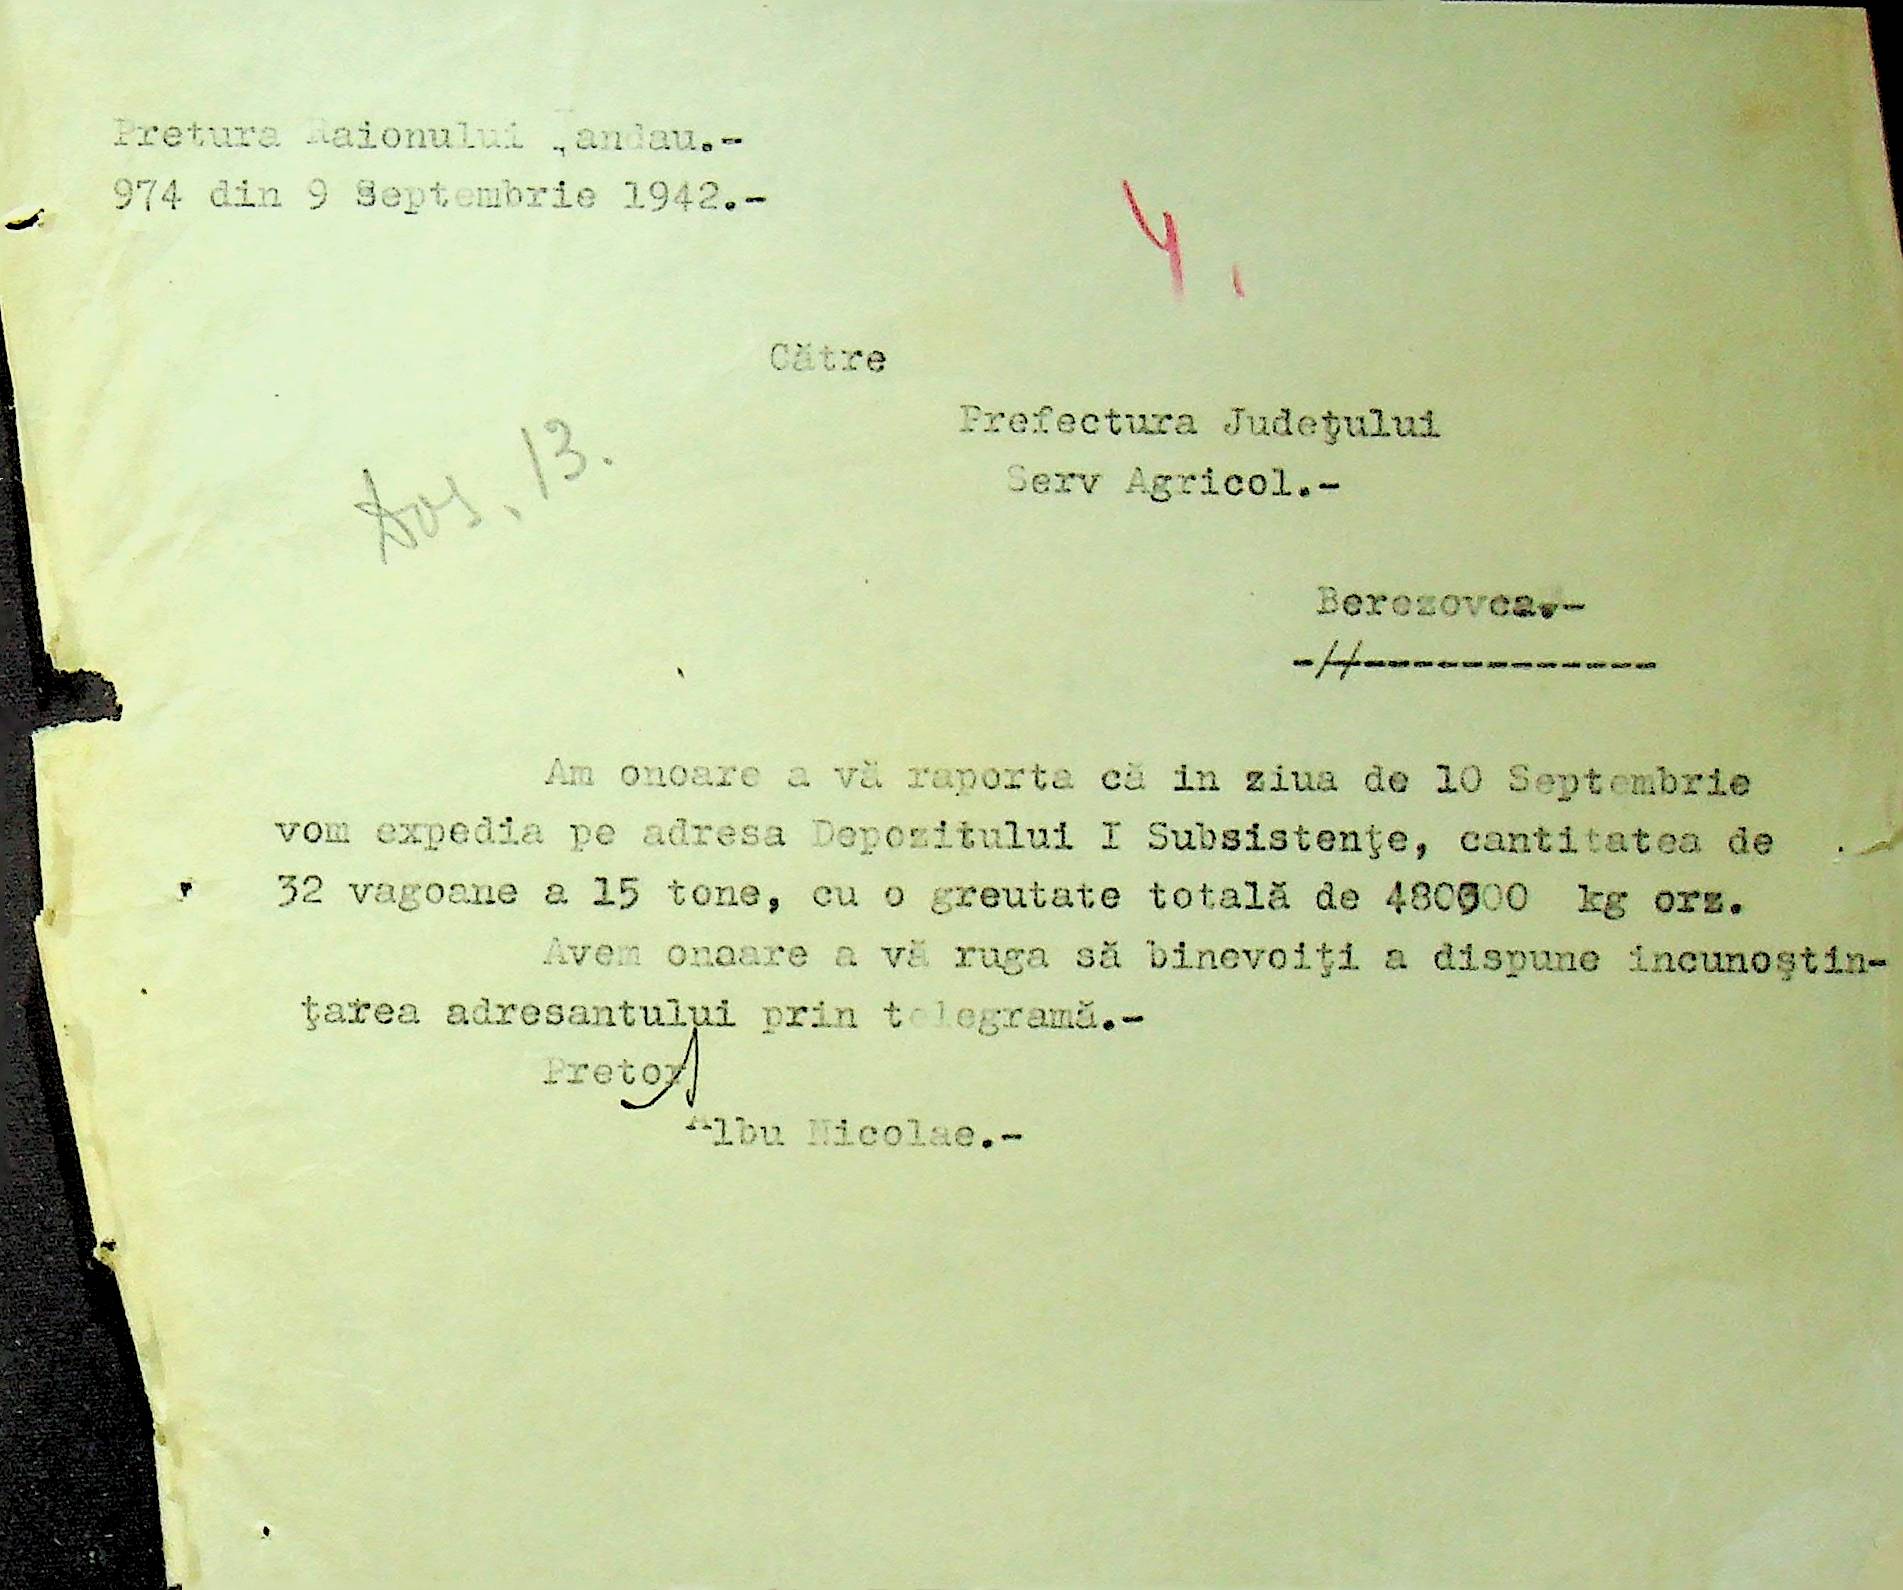 Pretura Raionului Landau.-
974 din 9 Septembrie 1942.-
4.
Către
Prefectura Judeţului
Serv Agricol.-
Dos. 13.
Berezovca.-
-//---------------
Am onoare a vă raporta că in ziua de 10 Septembrie
vom expedia pe adresa Depozitului I Subsistenţe, cantitatea de
32 vagoane a 15 tone, cu o greutate totală de 480000 kg orz.
Avem onoare a vă ruga să binevoiţi a dispune incunoştin-
ţarea adresantului prin telegramă.-
Pretor
Albu Nicolae.-